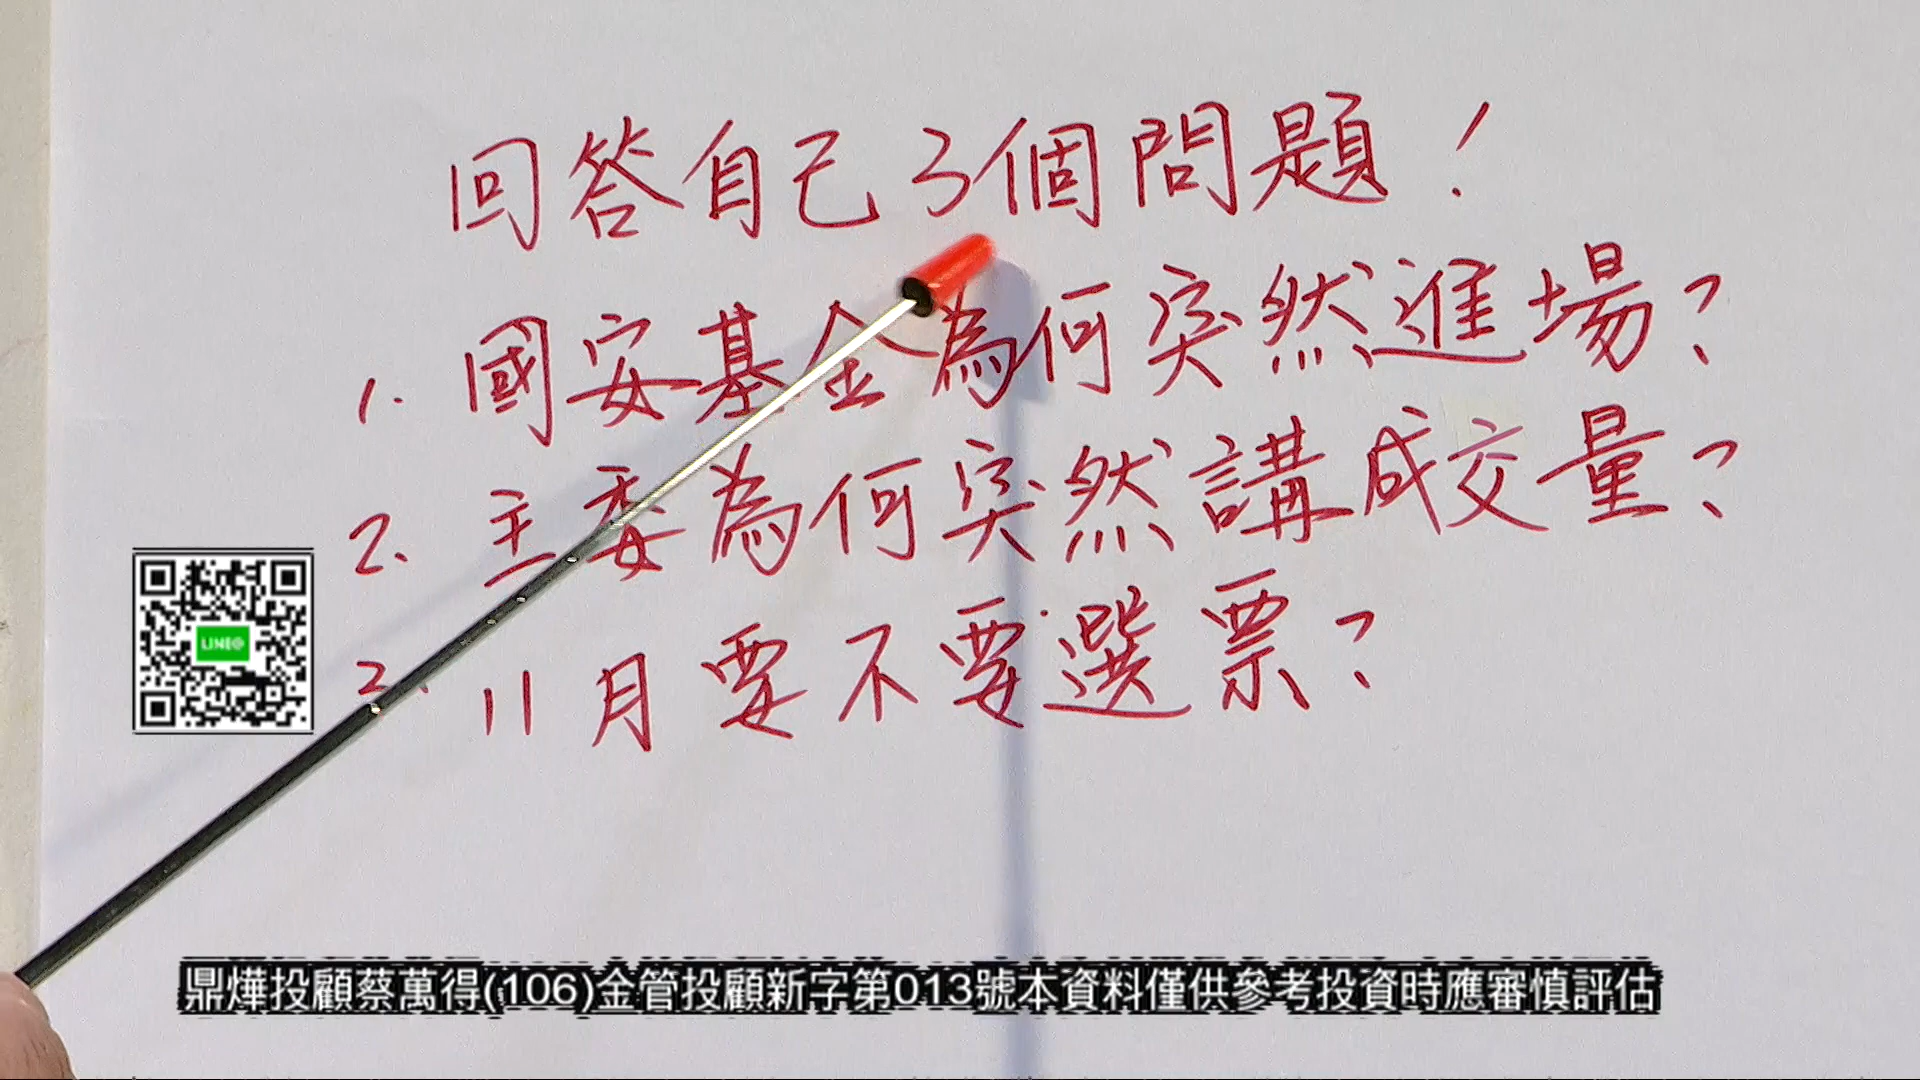 回答自己3個問題!
1. 國安基金為何突然進場?
2. 主委為何突然講成交量?
3. 11月要不要選票?
LINE@
鼎燁投顧蔡萬得(106)金管投顧新字第013號本資料僅供參考投資時應審慎評估